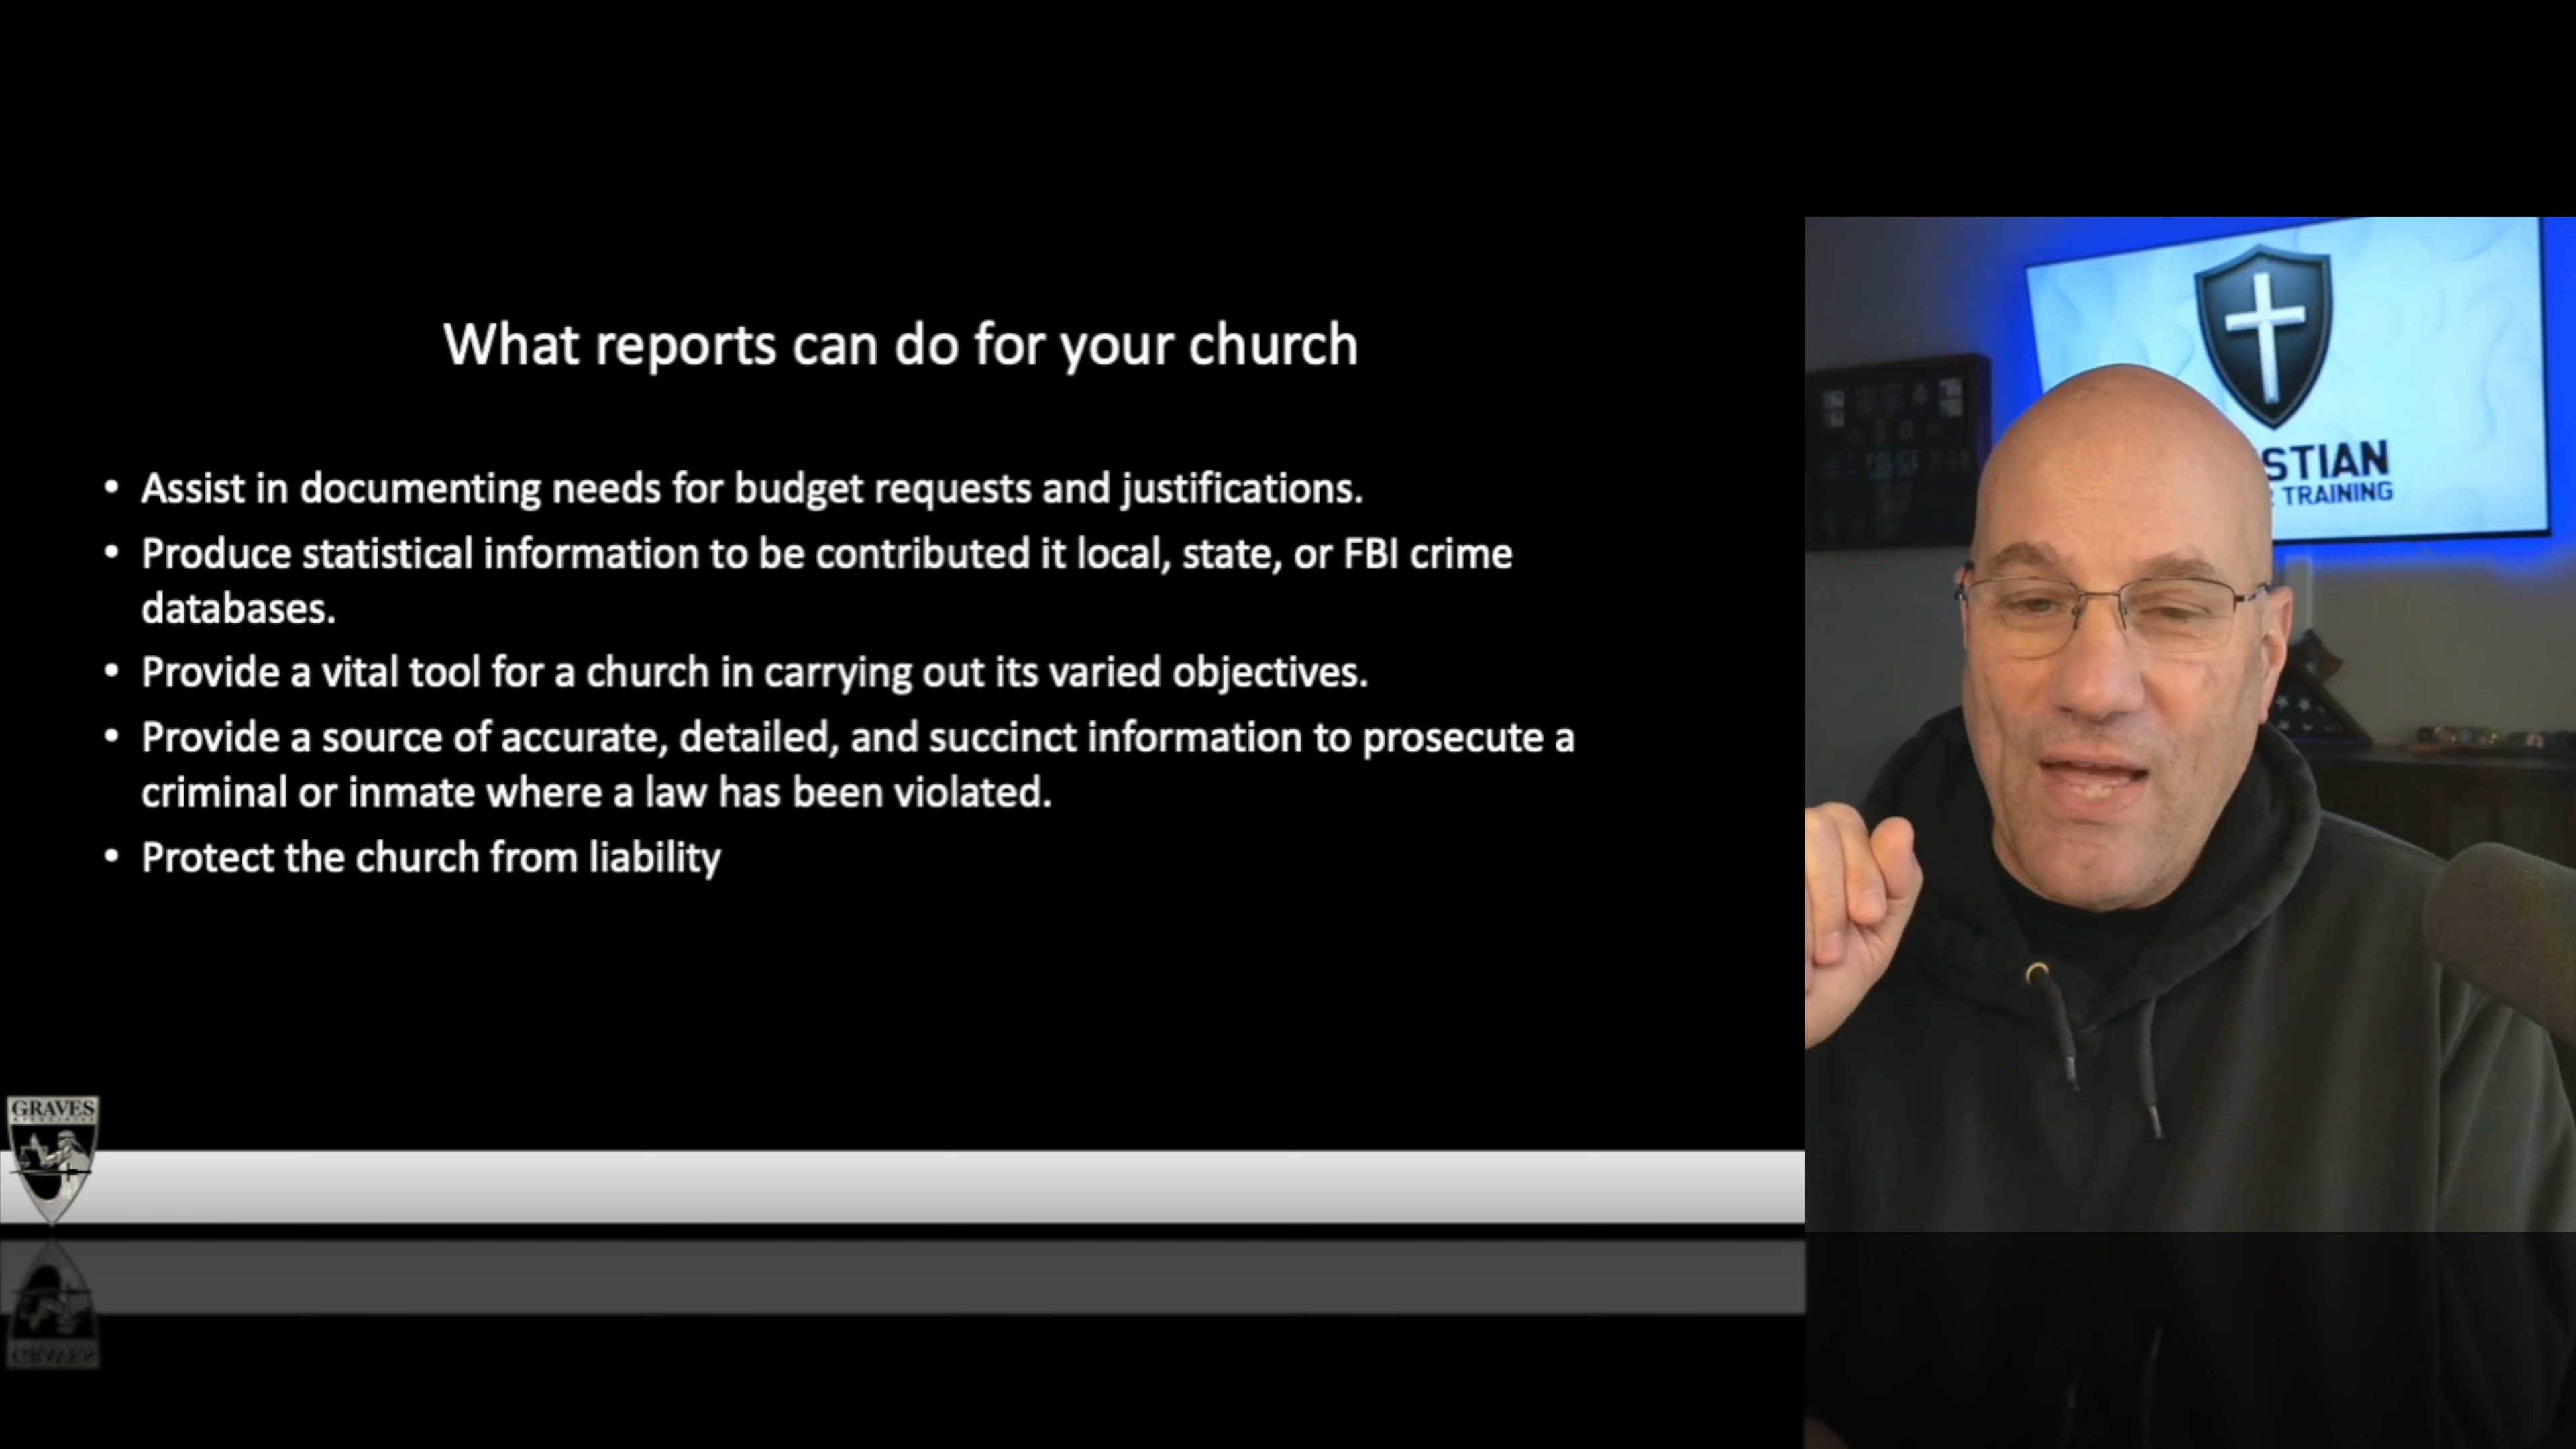 What reports can do for your church
• Assist in documenting needs for budget requests and justifications.
• Produce statistical information to be contributed it local, state, or FBI crime
databases.
• Provide a vital tool for a church in carrying out its varied objectives.
• Provide a source of accurate, detailed, and succinct information to prosecute a
criminal or inmate where a law has been violated.
• Protect the church from liability
STIAN
TRAINING
POLICE
GRAVES
ASSOCIATES